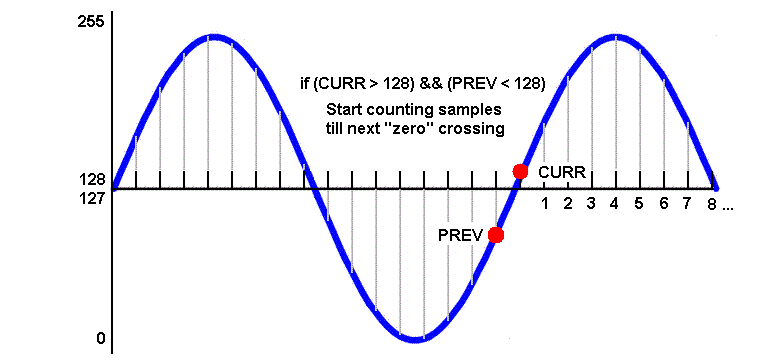 255
if (CURR > 128) && (PREV < 128)
Start counting samples
till next "zero" crossing
128
CURR
127
1 2 3 4 5 6 7 8 ...
PREV
0